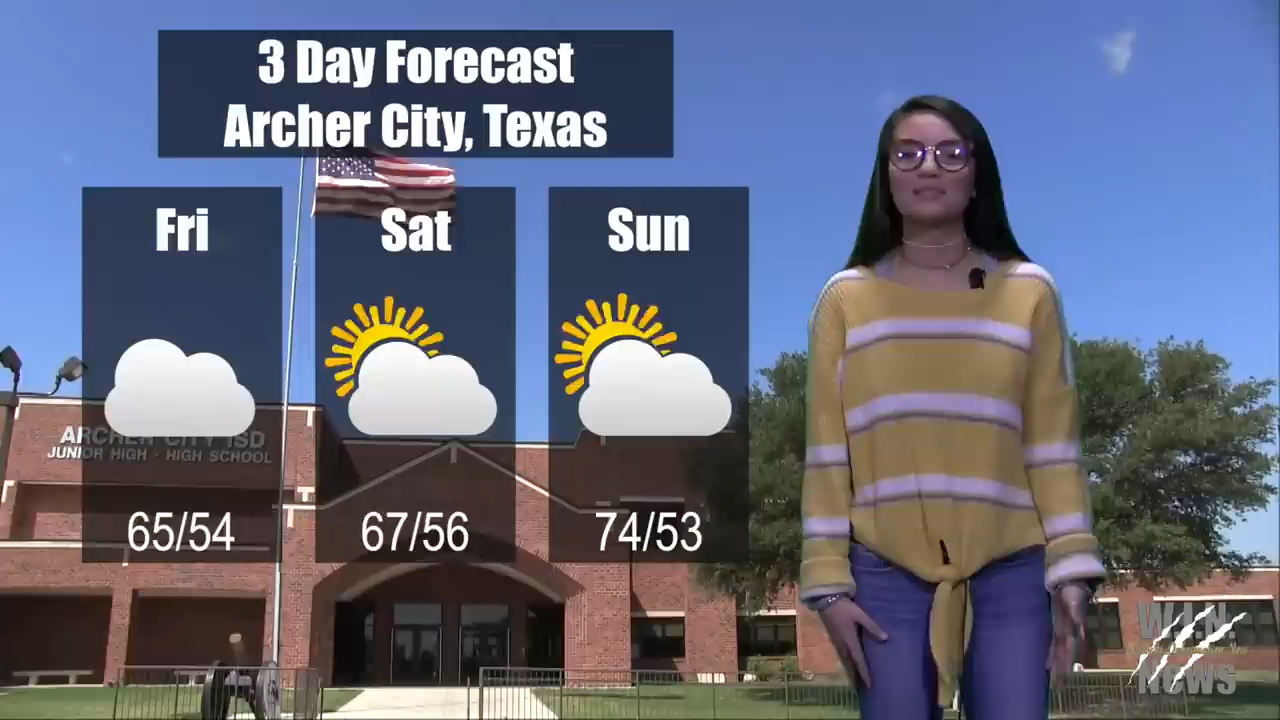 3 Day Forecast
Archer City, Texas
Fri
Sat
Sun
ARCHER CITY ISD
JUNIOR HIGH - HIGH SCHOOL
65/54
67/56
74/53
W.I.N.
NEWS